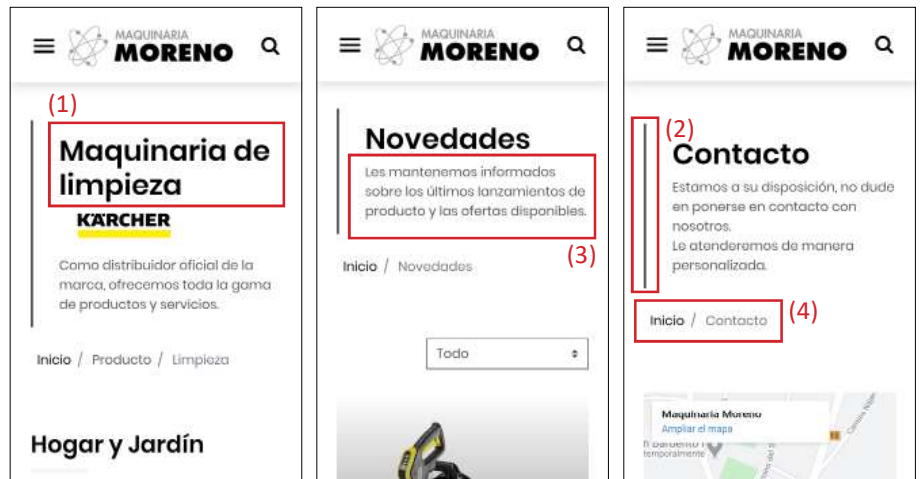 MAQUINARIA
MORENO
(1)
Maquinaria de
limpieza
KÄRCHER
Como distribuidor oficial de la
marca, ofrecemos toda la gama
de productos y servicios.
Inicio / Producto / Limpieza
Hogar y Jardín
MAQUINARIA
MORENO
Novedades
Les mantenemos informados
sobre los últimos lanzamientos de
producto y las ofertas disponibles.
(3)
Inicio / Novedades
Todo
MAQUINARIA
MORENO
(2)
Contacto
Estamos a su disposición, no dude
en ponerse en contacto con
nosotros.
Le atenderemos de manera
personalizada.
Inicio / Contacto
(4)
Maquinaria Moreno
Ampliar el mapa
temporalmente